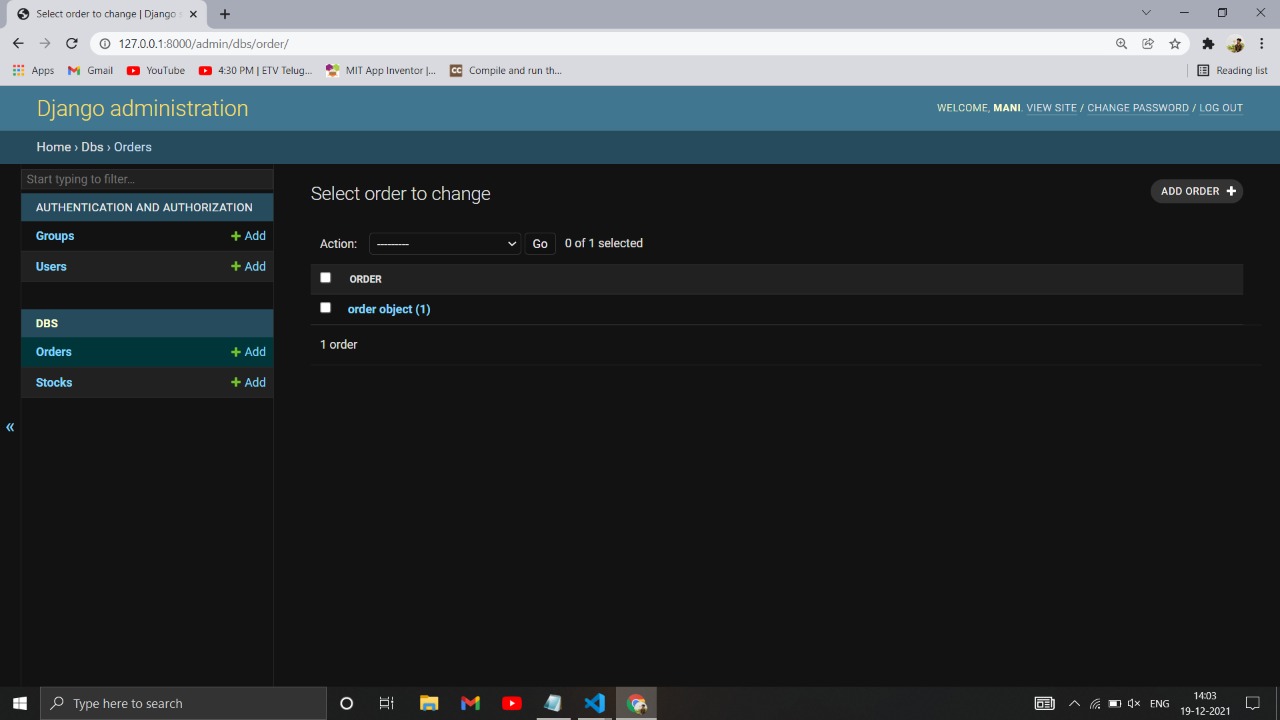 Select order to change | Django
127.0.0.1:8000/admin/dbs/order/
Apps Gmail YouTube 4:30 PM | ETV Telug... MIT App Inventor |... Compile and run th... Reading list
Django administration
WELCOME, MANI. VIEW SITE / CHANGE PASSWORD / LOG OUT
Home › Dbs › Orders
Start typing to filter...
AUTHENTICATION AND AUTHORIZATION
Groups + Add
Users + Add
DBS
Orders + Add
Stocks + Add
«
Select order to change
ADD ORDER +
Action: --------- Go 0 of 1 selected
ORDER
order object (1)
1 order
Type here to search
ENG
14:03
19-12-2021